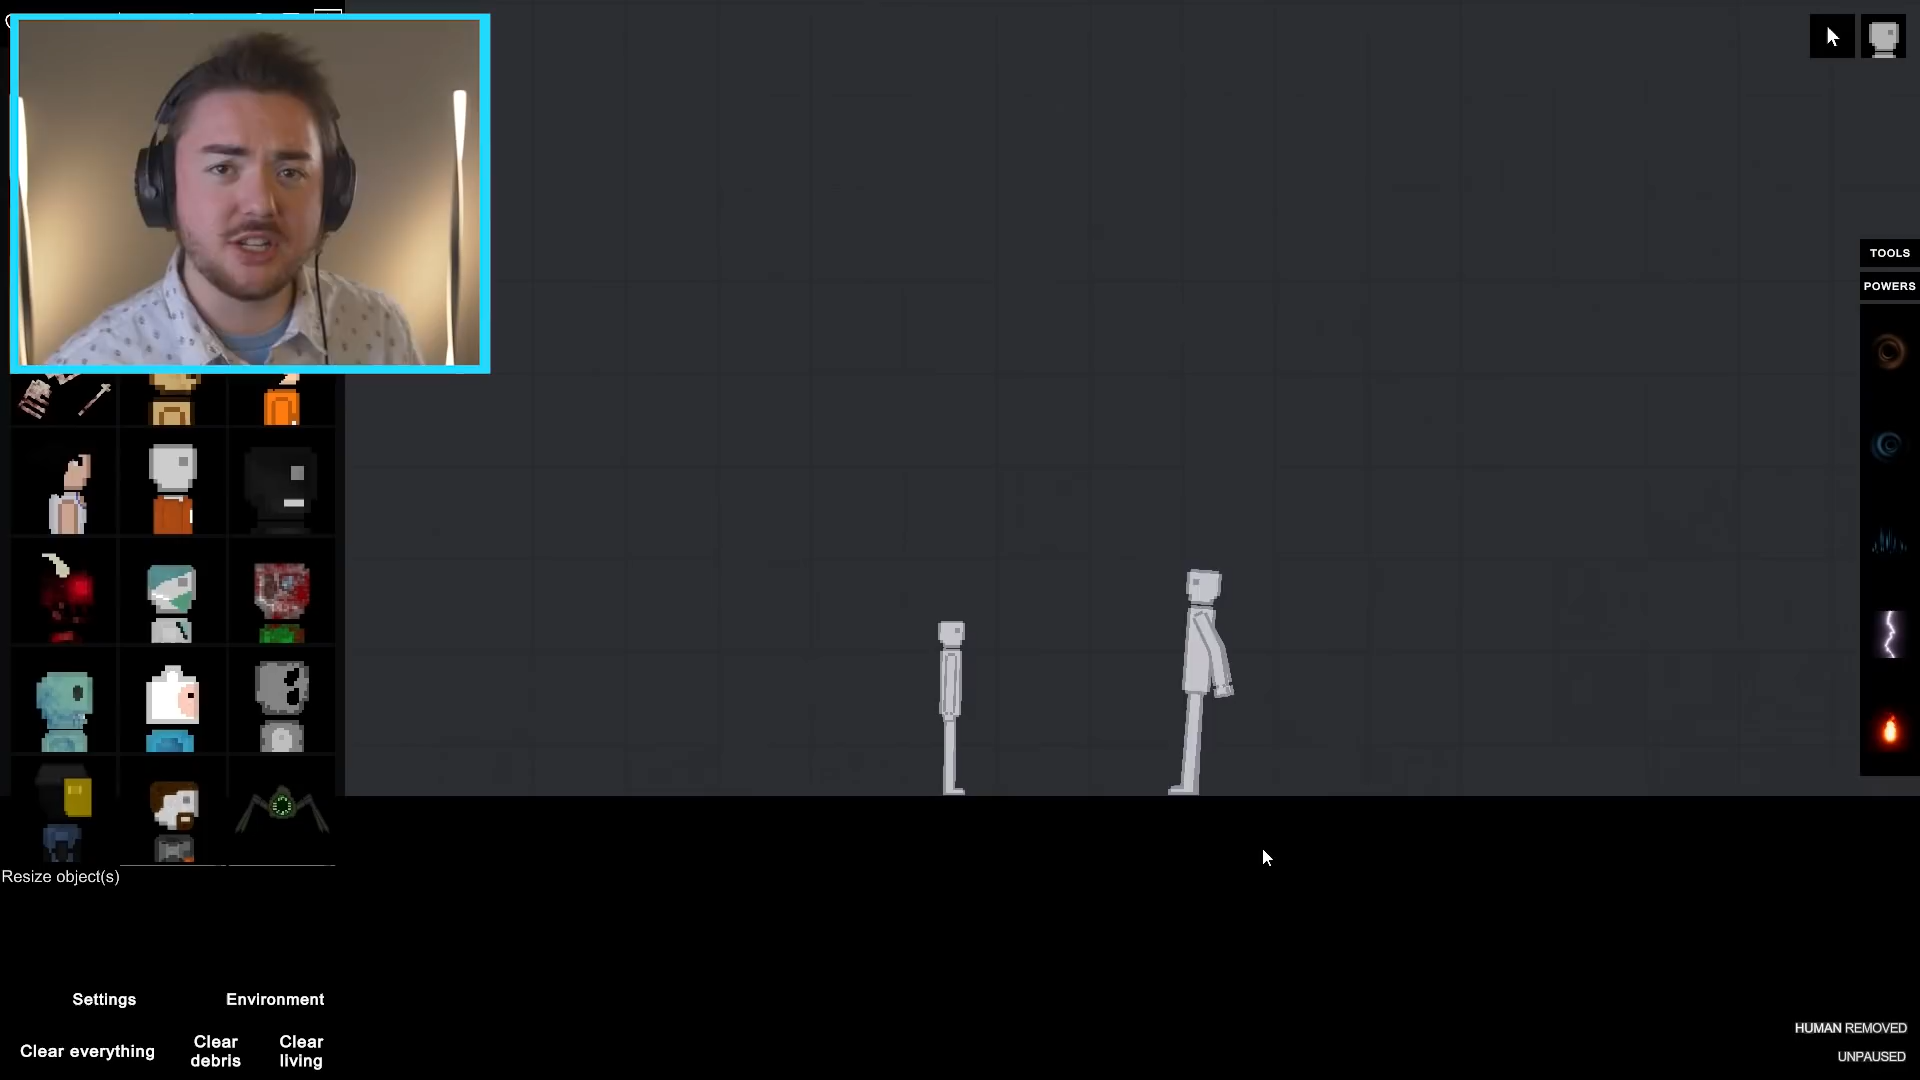 TOOLS
POWERS
Resize object(s)
Settings
Environment
Clear everything
Clear
debris
Clear
living
HUMAN REMOVED
UNPAUSED